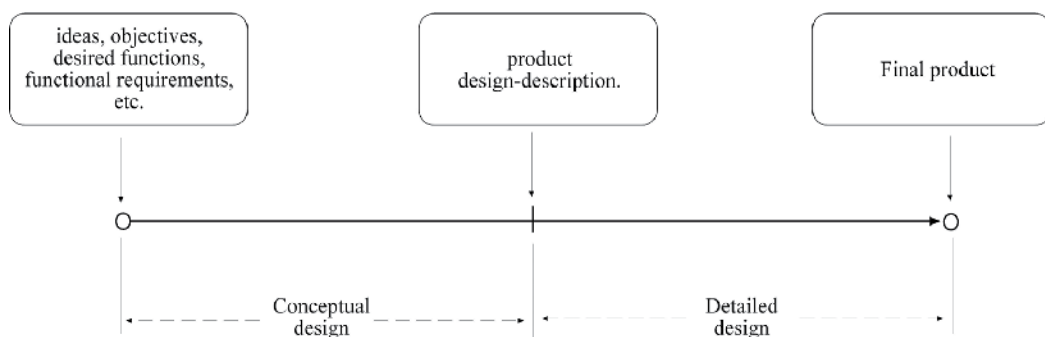 ideas, objectives,
desired functions,
functional requirements,
etc.
product
design-description.
Final product
Conceptual
design
Detailed
design